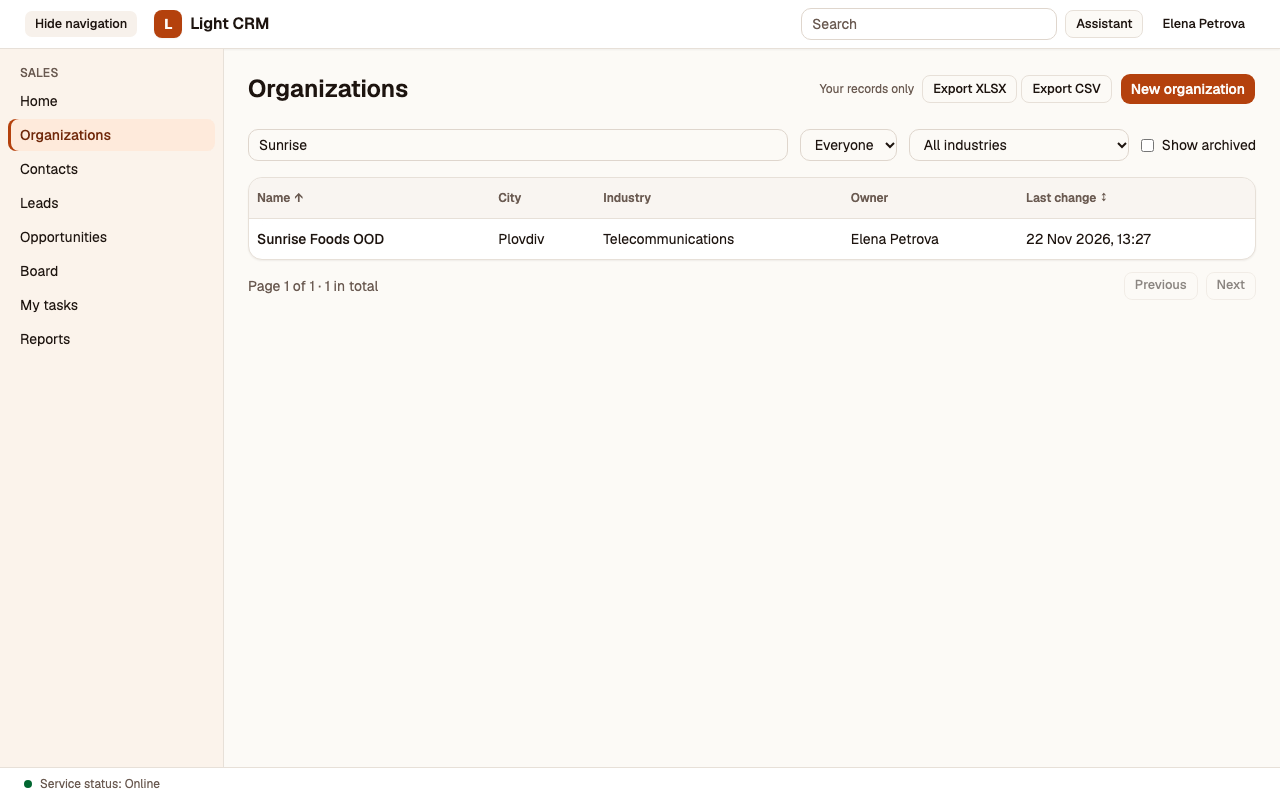 Hide navigation
L
Light CRM
Search
Assistant
Elena Petrova
SALES
Home
Organizations
Contacts
Leads
Opportunities
Board
My tasks
Reports
Organizations
Your records only
Export XLSX
Export CSV
New organization
Sunrise
Everyone
All industries
Show archived
Name ↑ City Industry Owner Last change ↕
Sunrise Foods OOD Plovdiv Telecommunications Elena Petrova 22 Nov 2026, 13:27
Page 1 of 1 · 1 in total
Previous
Next
Service status: Online